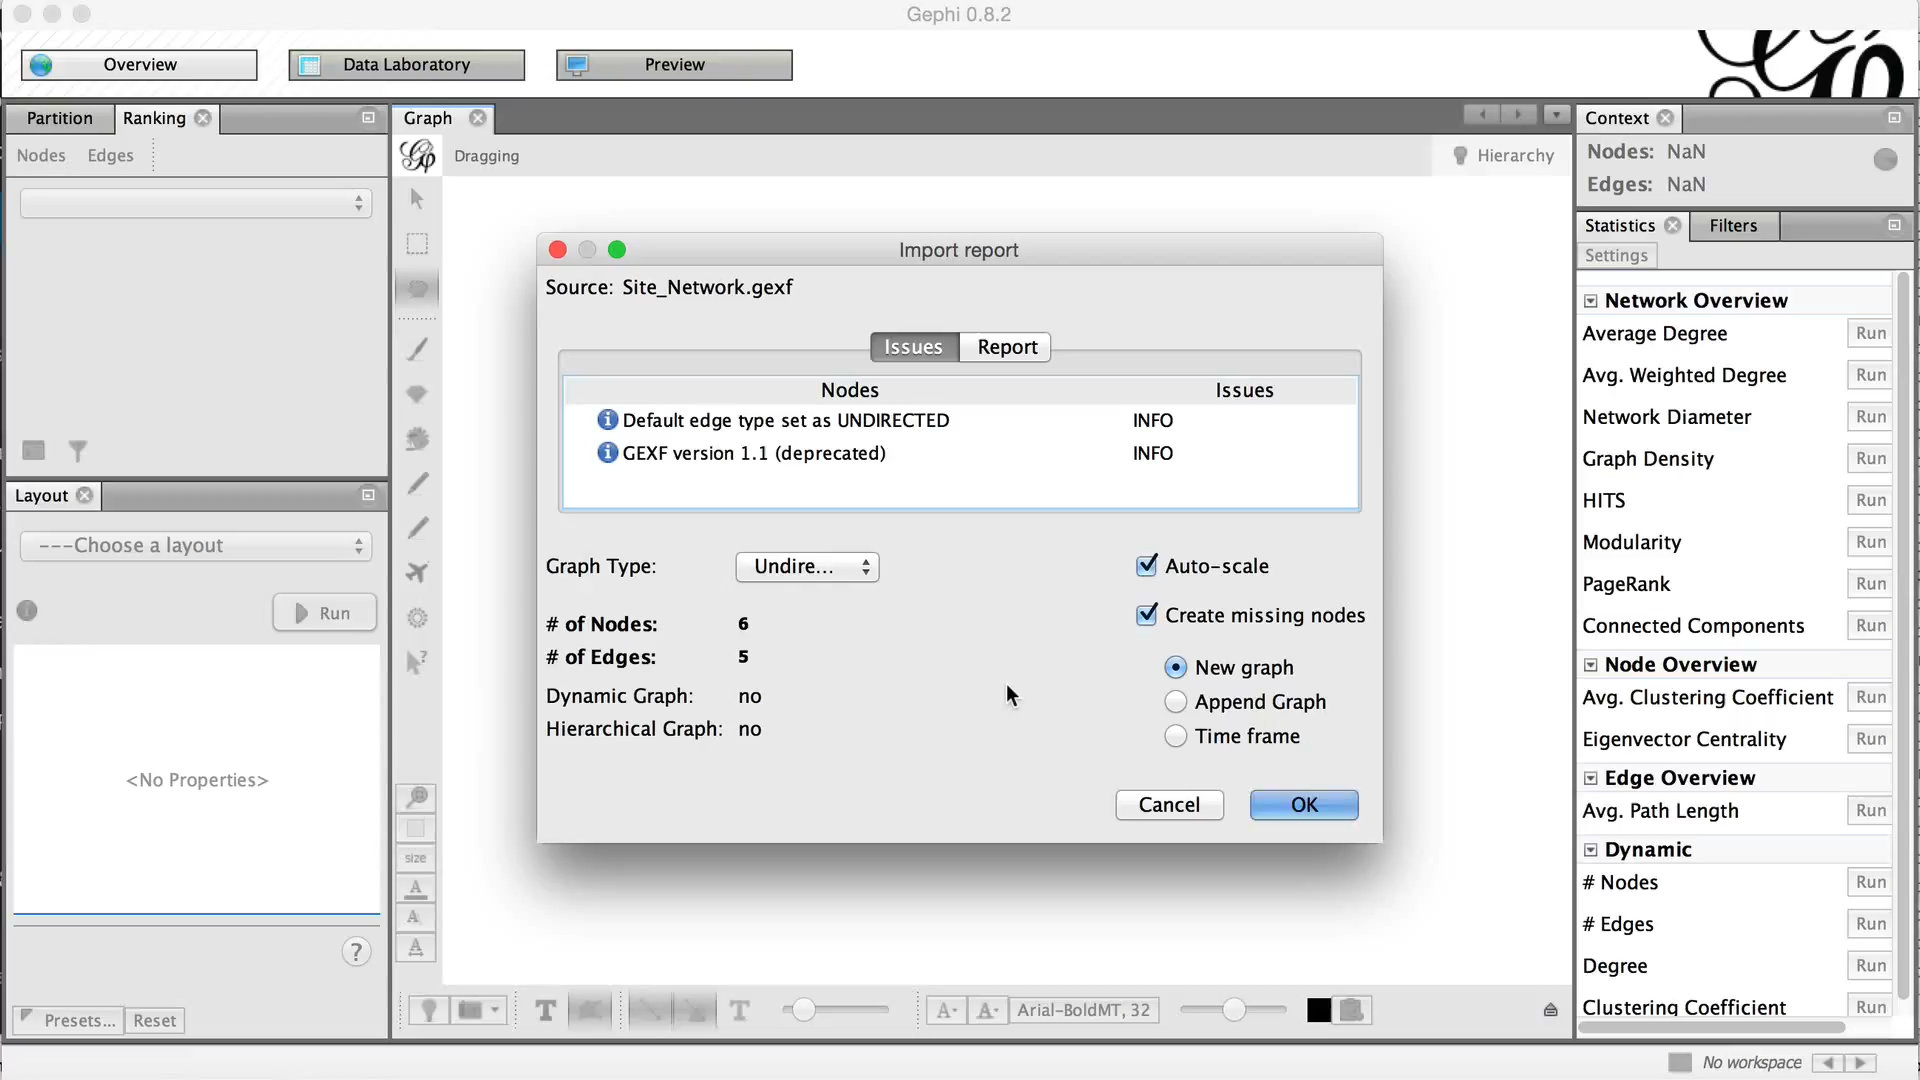 Gephi 0.8.2
Overview
Data Laboratory
Preview
Partition
Ranking
Nodes
Edges
Layout
---Choose a layout
Run
<No Properties>
?
Presets...
Reset
Graph
Dragging
Hierarchy
size
A
A
A
Import report
Source: Site_Network.gexf
Issues
Report
Nodes Issues
Default edge type set as UNDIRECTED INFO
GEXF version 1.1 (deprecated) INFO
Graph Type: Undire...
# of Nodes: 6
# of Edges: 5
Dynamic Graph: no
Hierarchical Graph: no
Auto-scale
Create missing nodes
New graph
Append Graph
Time frame
Cancel
OK
T
T
A
A
Arial-BoldMT, 32
Context
Nodes: NaN
Edges: NaN
Statistics
Filters
Settings
Network Overview
Average Degree Run
Avg. Weighted Degree Run
Network Diameter Run
Graph Density Run
HITS Run
Modularity Run
PageRank Run
Connected Components Run
Node Overview
Avg. Clustering Coefficient Run
Eigenvector Centrality Run
Edge Overview
Avg. Path Length Run
Dynamic
# Nodes Run
# Edges Run
Degree Run
Clustering Coefficient Run
No workspace